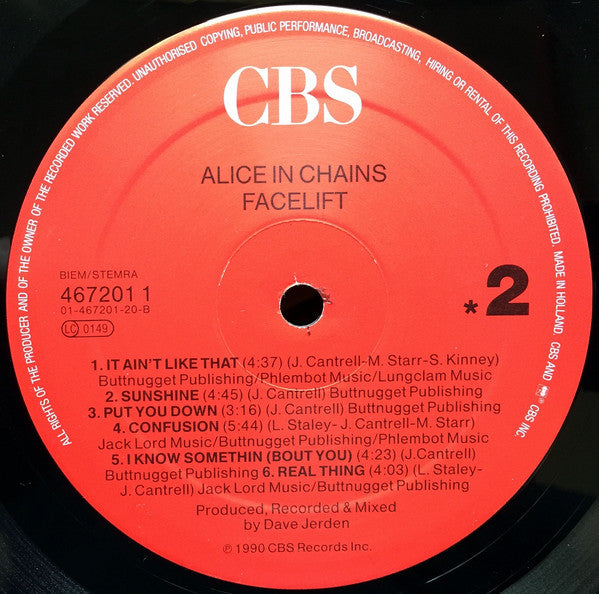 ALL RIGHTS OF THE PRODUCER AND OF THE OWNER OF THE RECORDED WORK RESERVED. UNAUTHORISED COPYING, PUBLIC PERFORMANCE, BROADCASTING, HIRING OR RENTAL OF THIS RECORDING PROHIBITED. MADE IN HOLLAND. CBS AND CBS INC.
CBS
ALICE IN CHAINS
FACELIFT
BIEM/STEMRA
467201 1
01-467201-20-B
LC 0149
*2
1. IT AIN'T LIKE THAT (4:37) (J. Cantrell-M. Starr-S. Kinney)
Buttnugget Publishing/Phlembot Music/Lungclam Music
2. SUNSHINE (4:45) (J. Cantrell) Buttnugget Publishing
3. PUT YOU DOWN (3:16) (J. Cantrell) Buttnugget Publishing
4. CONFUSION (5:44) (L. Staley- J. Cantrell-M. Starr)
Jack Lord Music/Buttnugget Publishing/Phlembot Music
5. I KNOW SOMETHIN (BOUT YOU) (4:23) (J.Cantrell)
Buttnugget Publishing 6. REAL THING (4:03) (L. Staley-
J. Cantrell) Jack Lord Music/Buttnugget Publishing
Produced, Recorded & Mixed
by Dave Jerden
℗ 1990 CBS Records Inc.